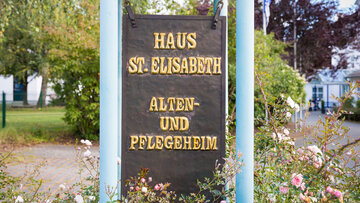 HAUS
ST. ELISABETH
ALTEN-
UND
PFLEGEHEIM